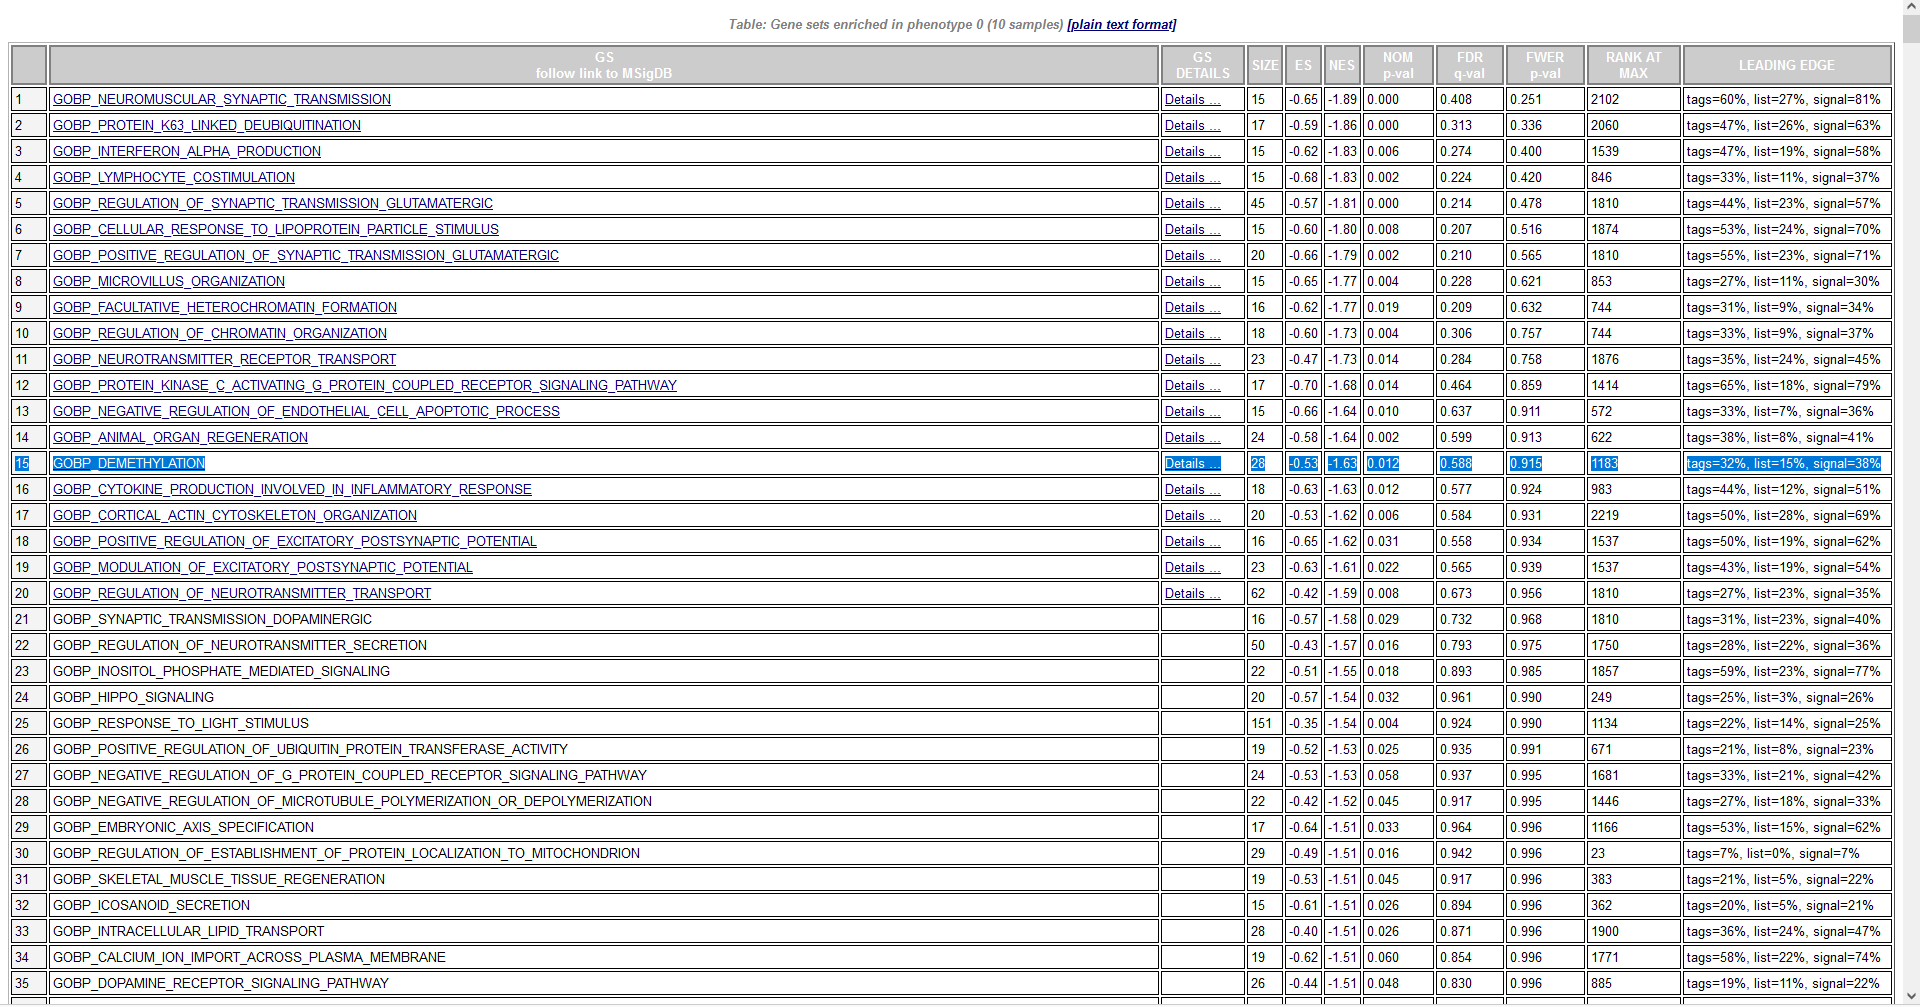 Table: Gene sets enriched in phenotype 0 (10 samples) [plain text format]
GS follow link to MSigDB GS DETAILS SIZE ES NES NOM p-val FDR q-val FWER p-val RANK AT MAX LEADING EDGE
1 GOBP_NEUROMUSCULAR_SYNAPTIC_TRANSMISSION Details ... 15 -0.65 -1.89 0.000 0.408 0.251 2102 tags=60%, list=27%, signal=81%
2 GOBP_PROTEIN_K63_LINKED_DEUBIQUITINATION Details ... 17 -0.59 -1.86 0.000 0.313 0.336 2060 tags=47%, list=26%, signal=63%
3 GOBP_INTERFERON_ALPHA_PRODUCTION Details ... 15 -0.62 -1.83 0.006 0.274 0.400 1539 tags=47%, list=19%, signal=58%
4 GOBP_LYMPHOCYTE_COSTIMULATION Details ... 15 -0.68 -1.83 0.002 0.224 0.420 846 tags=33%, list=11%, signal=37%
5 GOBP_REGULATION_OF_SYNAPTIC_TRANSMISSION_GLUTAMATERGIC Details ... 45 -0.57 -1.81 0.000 0.214 0.478 1810 tags=44%, list=23%, signal=57%
6 GOBP_CELLULAR_RESPONSE_TO_LIPOPROTEIN_PARTICLE_STIMULUS Details ... 15 -0.60 -1.80 0.008 0.207 0.516 1874 tags=53%, list=24%, signal=70%
7 GOBP_POSITIVE_REGULATION_OF_SYNAPTIC_TRANSMISSION_GLUTAMATERGIC Details ... 20 -0.66 -1.79 0.002 0.210 0.565 1810 tags=55%, list=23%, signal=71%
8 GOBP_MICROVILLUS_ORGANIZATION Details ... 15 -0.65 -1.77 0.004 0.228 0.621 853 tags=27%, list=11%, signal=30%
9 GOBP_FACULTATIVE_HETEROCHROMATIN_FORMATION Details ... 16 -0.62 -1.77 0.019 0.209 0.632 744 tags=31%, list=9%, signal=34%
10 GOBP_REGULATION_OF_CHROMATIN_ORGANIZATION Details ... 18 -0.60 -1.73 0.004 0.306 0.757 744 tags=33%, list=9%, signal=37%
11 GOBP_NEUROTRANSMITTER_RECEPTOR_TRANSPORT Details ... 23 -0.47 -1.73 0.014 0.284 0.758 1876 tags=35%, list=24%, signal=45%
12 GOBP_PROTEIN_KINASE_C_ACTIVATING_G_PROTEIN_COUPLED_RECEPTOR_SIGNALING_PATHWAY Details ... 17 -0.70 -1.68 0.014 0.464 0.859 1414 tags=65%, list=18%, signal=79%
13 GOBP_NEGATIVE_REGULATION_OF_ENDOTHELIAL_CELL_APOPTOTIC_PROCESS Details ... 15 -0.66 -1.64 0.010 0.637 0.911 572 tags=33%, list=7%, signal=36%
14 GOBP_ANIMAL_ORGAN_REGENERATION Details ... 24 -0.58 -1.64 0.002 0.599 0.913 622 tags=38%, list=8%, signal=41%
15 GOBP_DEMETHYLATION Details ... 28 -0.53 -1.63 0.012 0.588 0.915 1183 tags=32%, list=15%, signal=38%
16 GOBP_CYTOKINE_PRODUCTION_INVOLVED_IN_INFLAMMATORY_RESPONSE Details ... 18 -0.63 -1.63 0.012 0.577 0.924 983 tags=44%, list=12%, signal=51%
17 GOBP_CORTICAL_ACTIN_CYTOSKELETON_ORGANIZATION Details ... 20 -0.53 -1.62 0.006 0.584 0.931 2219 tags=50%, list=28%, signal=69%
18 GOBP_POSITIVE_REGULATION_OF_EXCITATORY_POSTSYNAPTIC_POTENTIAL Details ... 16 -0.65 -1.62 0.031 0.558 0.934 1537 tags=50%, list=19%, signal=62%
19 GOBP_MODULATION_OF_EXCITATORY_POSTSYNAPTIC_POTENTIAL Details ... 23 -0.63 -1.61 0.022 0.565 0.939 1537 tags=43%, list=19%, signal=54%
20 GOBP_REGULATION_OF_NEUROTRANSMITTER_TRANSPORT Details ... 62 -0.42 -1.59 0.008 0.673 0.956 1810 tags=27%, list=23%, signal=35%
21 GOBP_SYNAPTIC_TRANSMISSION_DOPAMINERGIC 16 -0.57 -1.58 0.029 0.732 0.968 1810 tags=31%, list=23%, signal=40%
22 GOBP_REGULATION_OF_NEUROTRANSMITTER_SECRETION 50 -0.43 -1.57 0.016 0.793 0.975 1750 tags=28%, list=22%, signal=36%
23 GOBP_INOSITOL_PHOSPHATE_MEDIATED_SIGNALING 22 -0.51 -1.55 0.018 0.893 0.985 1857 tags=59%, list=23%, signal=77%
24 GOBP_HIPPO_SIGNALING 20 -0.57 -1.54 0.032 0.961 0.990 249 tags=25%, list=3%, signal=26%
25 GOBP_RESPONSE_TO_LIGHT_STIMULUS 151 -0.35 -1.54 0.004 0.924 0.990 1134 tags=22%, list=14%, signal=25%
26 GOBP_POSITIVE_REGULATION_OF_UBIQUITIN_PROTEIN_TRANSFERASE_ACTIVITY 19 -0.52 -1.53 0.025 0.935 0.991 671 tags=21%, list=8%, signal=23%
27 GOBP_NEGATIVE_REGULATION_OF_G_PROTEIN_COUPLED_RECEPTOR_SIGNALING_PATHWAY 24 -0.53 -1.53 0.058 0.937 0.995 1681 tags=33%, list=21%, signal=42%
28 GOBP_NEGATIVE_REGULATION_OF_MICROTUBULE_POLYMERIZATION_OR_DEPOLYMERIZATION 22 -0.42 -1.52 0.045 0.917 0.995 1446 tags=27%, list=18%, signal=33%
29 GOBP_EMBRYONIC_AXIS_SPECIFICATION 17 -0.64 -1.51 0.033 0.964 0.996 1166 tags=53%, list=15%, signal=62%
30 GOBP_REGULATION_OF_ESTABLISHMENT_OF_PROTEIN_LOCALIZATION_TO_MITOCHONDRION 29 -0.49 -1.51 0.016 0.942 0.996 23 tags=7%, list=0%, signal=7%
31 GOBP_SKELETAL_MUSCLE_TISSUE_REGENERATION 19 -0.53 -1.51 0.045 0.917 0.996 383 tags=21%, list=5%, signal=22%
32 GOBP_ICOSANOID_SECRETION 15 -0.61 -1.51 0.026 0.894 0.996 362 tags=20%, list=5%, signal=21%
33 GOBP_INTRACELLULAR_LIPID_TRANSPORT 28 -0.40 -1.51 0.026 0.871 0.996 1900 tags=36%, list=24%, signal=47%
34 GOBP_CALCIUM_ION_IMPORT_ACROSS_PLASMA_MEMBRANE 19 -0.62 -1.51 0.060 0.854 0.996 1771 tags=58%, list=22%, signal=74%
35 GOBP_DOPAMINE_RECEPTOR_SIGNALING_PATHWAY 26 -0.44 -1.51 0.048 0.830 0.996 885 tags=19%, list=11%, signal=22%